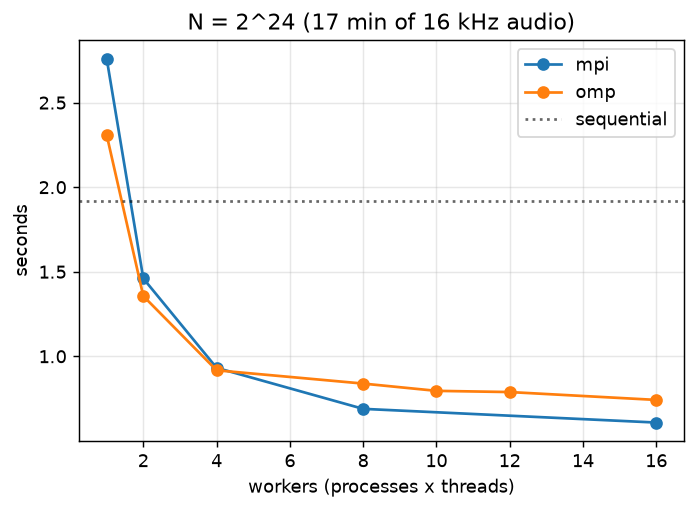 N = 2^24 (17 min of 16 kHz audio)
mpi
omp
sequential
2.5
2.0
1.5
1.0
seconds
2 4 6 8 10 12 14 16
workers (processes x threads)